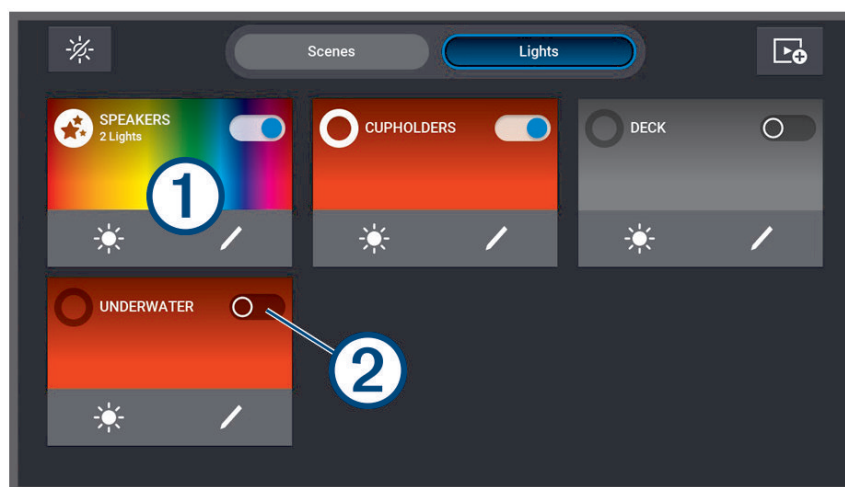 Scenes
Lights
SPEAKERS
2 Lights
CUPHOLDERS
DECK
1
UNDERWATER
2